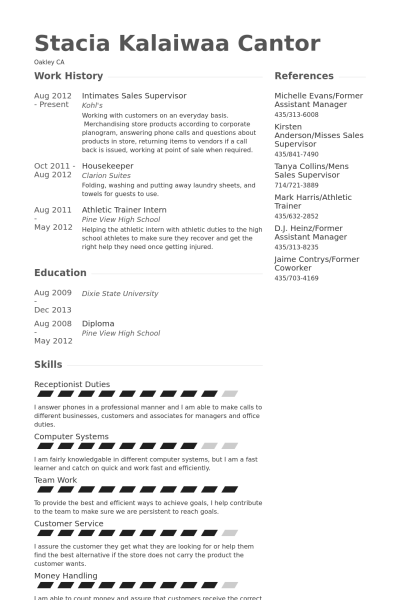 Stacia Kalaiwaa Cantor
Oakley CA
Work History
Aug 2012
- Present
Intimates Sales Supervisor
Kohl's
Working with customers on an everyday basis.
Merchandising store products according to corporate
planogram, answering phone calls and questions about
products in store, returning items to vendors if a call
back is issued, working at point of sale when required.
Oct 2011 -
Aug 2012
Housekeeper
Clarion Suites
Folding, washing and putting away laundry sheets, and
towels for guests to use.
Aug 2011
-
May 2012
Athletic Trainer Intern
Pine View High School
Helping the athletic intern with athletic duties to the high
school athletes to make sure they recover and get the
right help they need once getting injured.
Education
Aug 2009
-
Dec 2013
Dixie State University
Aug 2008
-
May 2012
Diploma
Pine View High School
Skills
Receptionist Duties
I answer phones in a professional manner and I am able to make calls to
different businesses, customers and associates for managers and office
duties.
Computer Systems
I am fairly knowledgable in different computer systems, but I am a fast
learner and catch on quick and work fast and efficiently.
Team Work
To provide the best and efficient ways to achieve goals, I help contribute
to the team to make sure we are persistent to reach goals.
Customer Service
I assure the customer they get what they are looking for or help them
find the best alternative if the store does not carry the product the
customer wants.
Money Handling
I am able to count money and assure that customers receive the correct
References
Michelle Evans/Former
Assistant Manager
435/313-6008
Kirsten
Anderson/Misses Sales
Supervisor
435/841-7490
Tanya Collins/Mens
Sales Supervisor
714/721-3889
Mark Harris/Athletic
Trainer
435/632-2852
D.J. Heinz/Former
Assistant Manager
435/313-8235
Jaime Contrys/Former
Coworker
435/703-4169